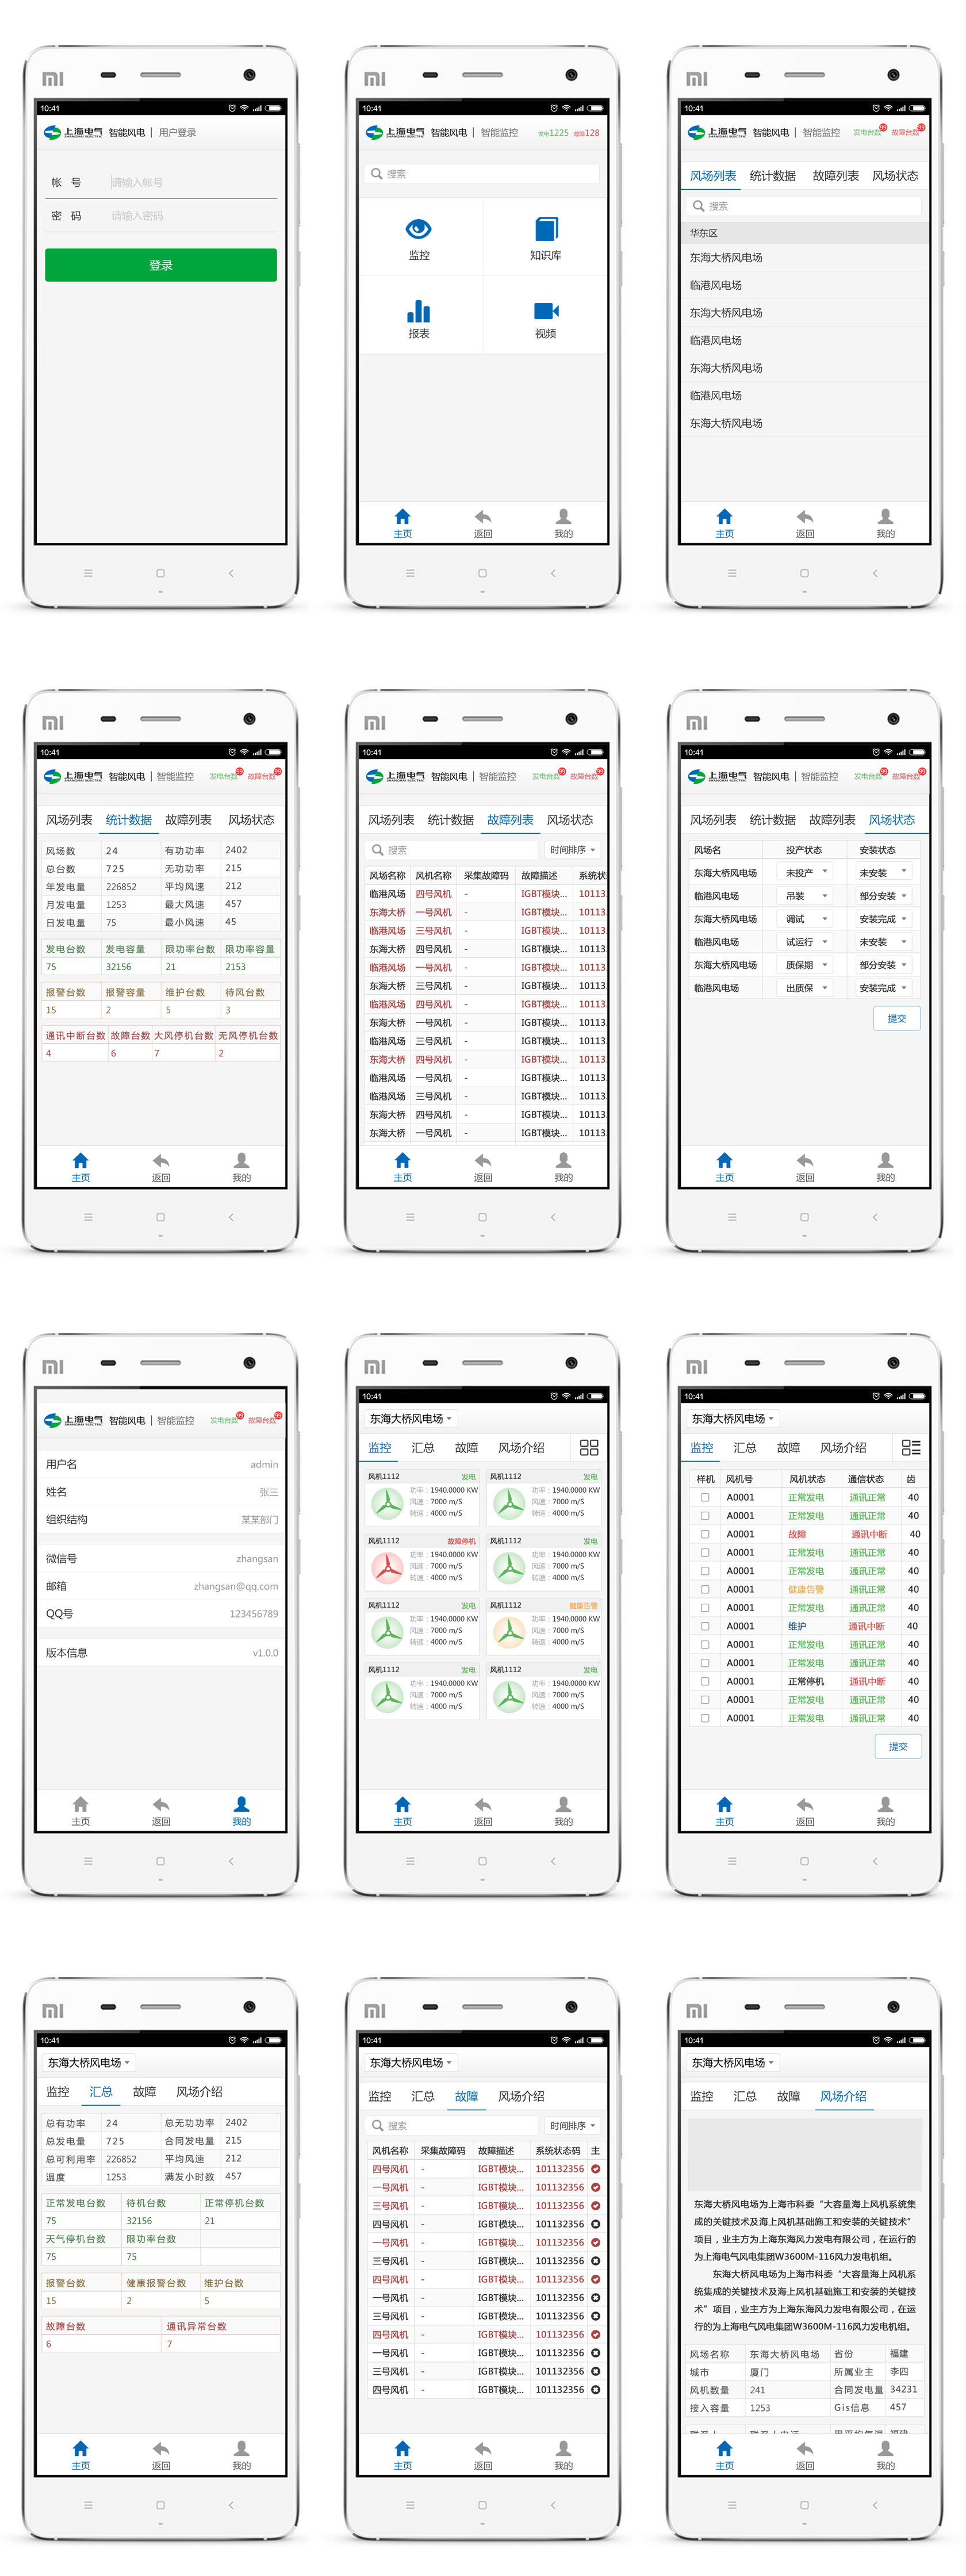 10:41
上海电气 智能风电 | 用户登录
SHANGHAI ELECTRIC
帐 号 请输入帐号
密 码 请输入密码
登录
10:41
上海电气 智能风电 | 智能监控 发电1225 故障128
SHANGHAI ELECTRIC
搜索
监控 知识库
报表 视频
主页 返回 我的
10:41
上海电气 智能风电 | 智能监控 发电台数 99 故障台数 99
SHANGHAI ELECTRIC
风场列表 统计数据 故障列表 风场状态
搜索
华东区
东海大桥风电场
临港风电场
东海大桥风电场
临港风电场
东海大桥风电场
临港风电场
东海大桥风电场
主页 返回 我的
10:41
上海电气 智能风电 | 智能监控 发电台数 99 故障台数 99
SHANGHAI ELECTRIC
风场列表 统计数据 故障列表 风场状态
风场数 24 有功功率 2402
总台数 725 无功功率 215
年发电量 226852 平均风速 212
月发电量 1253 最大风速 457
日发电量 75 最小风速 45
发电台数 发电容量 限功率台数 限功率容量
75 32156 21 2153
报警台数 报警容量 维护台数 待风台数
15 2 5 3
通讯中断台数 故障台数 大风停机台数 无风停机台数
4 6 7 2
主页 返回 我的
10:41
上海电气 智能风电 | 智能监控 发电台数 99 故障台数 99
SHANGHAI ELECTRIC
风场列表 统计数据 故障列表 风场状态
搜索 时间排序
风场名称 风机名称 采集故障码 故障描述 系统状
临港风场 四号风机 - IGBT模块... 10113
东海大桥 一号风机 - IGBT模块... 10113
临港风场 三号风机 - IGBT模块... 10113
东海大桥 四号风机 - IGBT模块... 10113
临港风场 一号风机 - IGBT模块... 10113
东海大桥 三号风机 - IGBT模块... 10113
临港风场 四号风机 - IGBT模块... 10113
东海大桥 一号风机 - IGBT模块... 10113
临港风场 三号风机 - IGBT模块... 10113
东海大桥 四号风机 - IGBT模块... 10113
临港风场 一号风机 - IGBT模块... 10113
临港风场 三号风机 - IGBT模块... 10113
东海大桥 四号风机 - IGBT模块... 10113
东海大桥 一号风机 - IGBT模块... 10113
主页 返回 我的
10:41
上海电气 智能风电 | 智能监控 发电台数 99 故障台数 99
SHANGHAI ELECTRIC
风场列表 统计数据 故障列表 风场状态
风场名 投产状态 安装状态
东海大桥风电场 未投产 未安装
临港风电场 吊装 部分安装
东海大桥风电场 调试 安装完成
临港风电场 试运行 未安装
东海大桥风电场 质保期 部分安装
临港风电场 出质保 安装完成
提交
主页 返回 我的
上海电气 智能风电 | 智能监控 发电台数 99 故障台数 99
SHANGHAI ELECTRIC
用户名 admin
姓名 张三
组织结构 某某部门
微信号 zhangsan
邮箱 zhangsan@qq.com
QQ号 123456789
版本信息 v1.0.0
主页 返回 我的
10:41
东海大桥风电场
监控 汇总 故障 风场介绍
风机1112 发电 风机1112 发电
功率：1940.0000 KW 功率：1940.0000 KW
风速：7000 m/S 风速：7000 m/S
转速：4000 m/S 转速：4000 m/S
风机1112 故障停机 风机1112 发电
功率：1940.0000 KW 功率：1940.0000 KW
风速：7000 m/S 风速：7000 m/S
转速：4000 m/S 转速：4000 m/S
风机1112 发电 风机1112 健康告警
功率：1940.0000 KW 功率：1940.0000 KW
风速：7000 m/S 风速：7000 m/S
转速：4000 m/S 转速：4000 m/S
风机1112 发电 风机1112 发电
功率：1940.0000 KW 功率：1940.0000 KW
风速：7000 m/S 风速：7000 m/S
转速：4000 m/S 转速：4000 m/S
主页 返回 我的
10:41
东海大桥风电场
监控 汇总 故障 风场介绍
样机 风机号 风机状态 通信状态 齿
A0001 正常发电 通讯正常 40
A0001 正常发电 通讯正常 40
A0001 故障 通讯中断 40
A0001 正常发电 通讯正常 40
A0001 正常发电 通讯正常 40
A0001 健康告警 通讯正常 40
A0001 正常发电 通讯正常 40
A0001 维护 通讯中断 40
A0001 正常发电 通讯正常 40
A0001 正常发电 通讯正常 40
A0001 正常停机 通讯中断 40
A0001 正常发电 通讯正常 40
A0001 正常发电 通讯正常 40
提交
主页 返回 我的
10:41
东海大桥风电场
监控 汇总 故障 风场介绍
总有功率 24 总无功功率 2402
总发电量 725 合同发电量 215
总可利用率 226852 平均风速 212
温度 1253 满发小时数 457
正常发电台数 待机台数 正常停机台数
75 32156 21
天气停机台数 限功率台数
75 75
报警台数 健康报警台数 维护台数
15 2 5
故障台数 通讯异常台数
6 7
主页 返回 我的
10:41
东海大桥风电场
监控 汇总 故障 风场介绍
搜索 时间排序
风机名称 采集故障码 故障描述 系统状态码 主
四号风机 - IGBT模块... 101132356
一号风机 - IGBT模块... 101132356
三号风机 - IGBT模块... 101132356
四号风机 - IGBT模块... 101132356
一号风机 - IGBT模块... 101132356
三号风机 - IGBT模块... 101132356
四号风机 - IGBT模块... 101132356
一号风机 - IGBT模块... 101132356
三号风机 - IGBT模块... 101132356
四号风机 - IGBT模块... 101132356
一号风机 - IGBT模块... 101132356
三号风机 - IGBT模块... 101132356
四号风机 - IGBT模块... 101132356
主页 返回 我的
10:41
东海大桥风电场
监控 汇总 故障 风场介绍
东海大桥风电场为上海市科委“大容量海上风机系统集
成的关键技术及海上风机基础施工和安装的关键技术”
项目，业主方为上海东海风力发电有限公司，在运行的
为上海电气风电集团W3600M-116风力发电机组。
东海大桥风电场为上海市科委“大容量海上风机系
统集成的关键技术及海上风机基础施工和安装的关键技
术”项目，业主方为上海东海风力发电有限公司，在运
行的为上海电气风电集团W3600M-116风力发电机组。
风场名称 东海大桥风电场 省份 福建
城市 厦门 所属业主 李四
风机数量 241 合同发电量 34231
接入容量 1253 Gis信息 457
主页 返回 我的